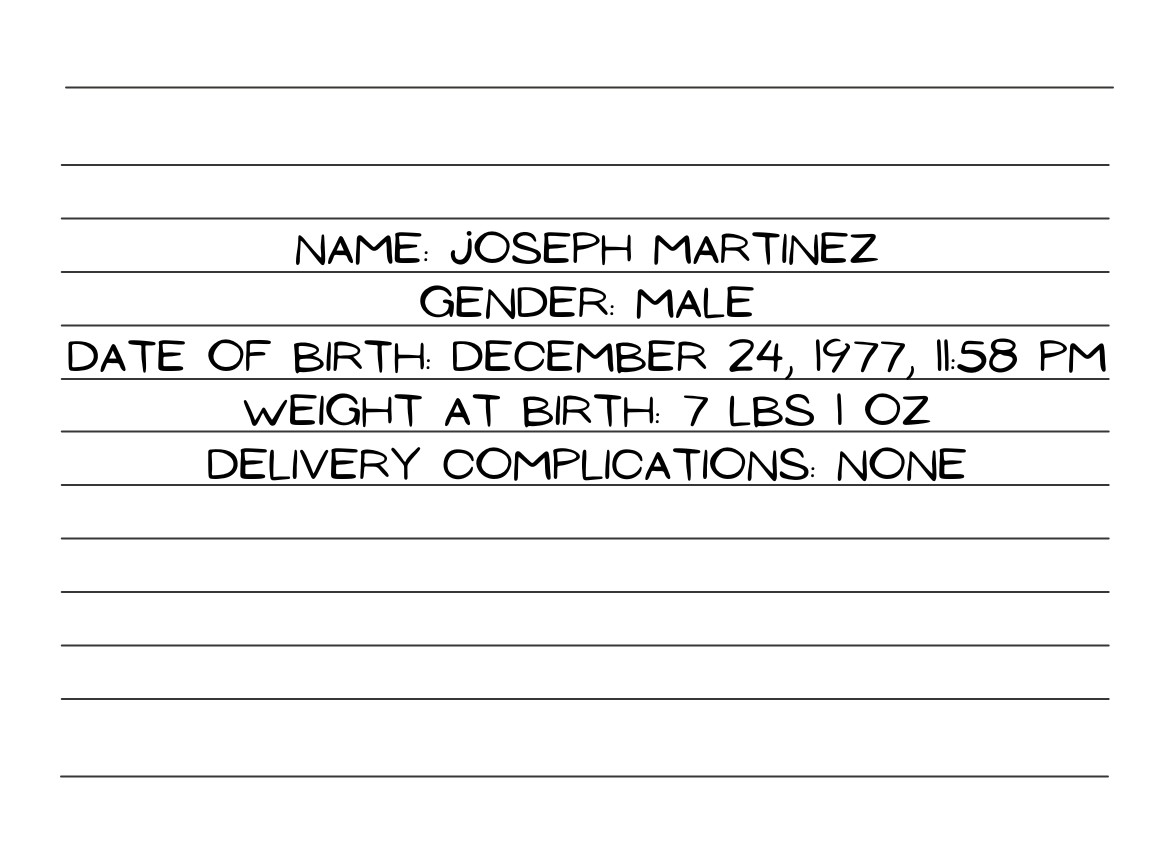 NAME: JOSEPH MARTINEZ
GENDER: MALE
DATE OF BIRTH: DECEMBER 24, 1977, 11:58 PM
WEIGHT AT BIRTH: 7 LBS 1 OZ
DELIVERY COMPLICATIONS: NONE